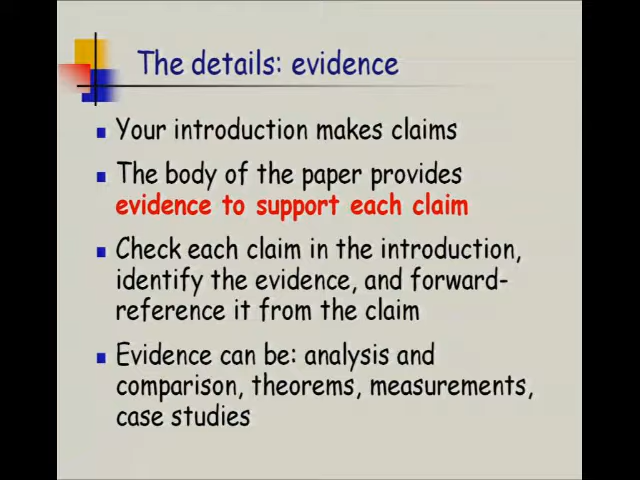 The details: evidence
Your introduction makes claims
The body of the paper provides
evidence to support each claim
Check each claim in the introduction,
identify the evidence, and forward-
reference it from the claim
Evidence can be: analysis and
comparison, theorems, measurements,
case studies